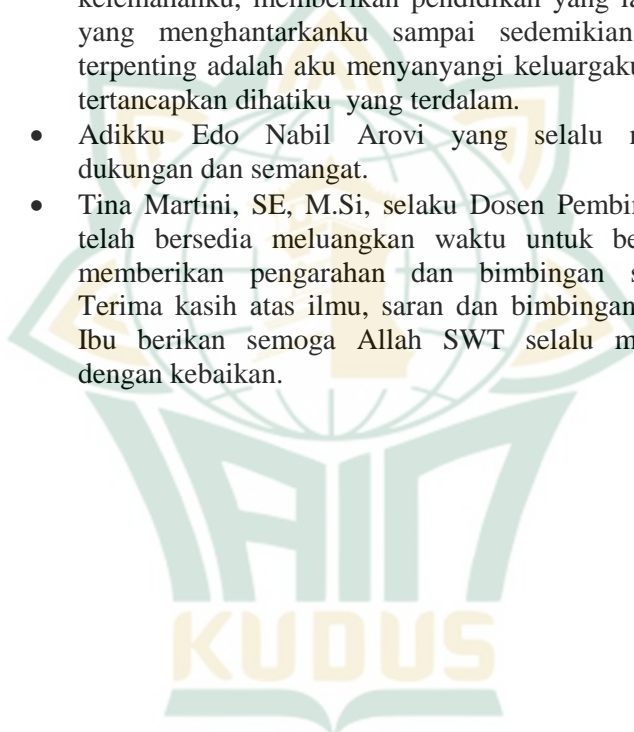 kelemahanku, memberikan pendidikan yang
yang menghantarkanku sampai sedemikian
terpenting adalah aku menyanyangi keluargaku
tertancapkan dihatiku yang terdalam.
• Adikku Edo Nabil Arovi yang selalu
dukungan dan semangat.
• Tina Martini, SE, M.Si, selaku Dosen
telah bersedia meluangkan waktu untuk
memberikan pengarahan dan bimbingan
Terima kasih atas ilmu, saran dan bimbingan
Ibu berikan semoga Allah SWT selalu
dengan kebaikan.
IAIN
KUDUS